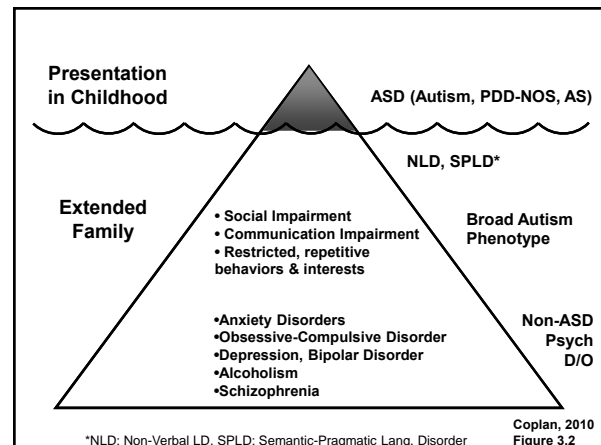 Presentation
in Childhood
ASD (Autism, PDD-NOS, AS)
NLD, SPLD*
Extended
Family
• Social Impairment
• Communication Impairment
• Restricted, repetitive
behaviors & interests
Broad Autism
Phenotype
•Anxiety Disorders
•Obsessive-Compulsive Disorder
•Depression, Bipolar Disorder
•Alcoholism
•Schizophrenia
Non-ASD
Psych
D/O
*NLD: Non-Verbal LD, SPLD: Semantic-Pragmatic Lang. Disorder
Coplan, 2010
Figure 3.2